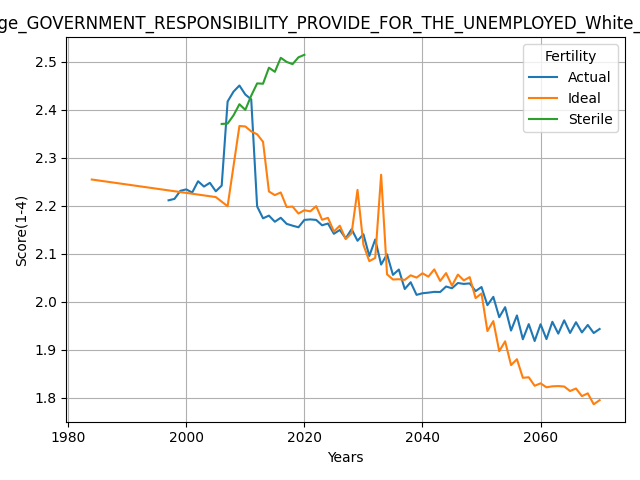 ge_GOVERNMENT_RESPONSIBILITY_PROVIDE_FOR_THE_UNEMPLOYED_White_
Fertility
Actual
Ideal
Sterile
Score(1-4)
2.5
2.4
2.3
2.2
2.1
2.0
1.9
1.8
1980 2000 2020 2040 2060
Years